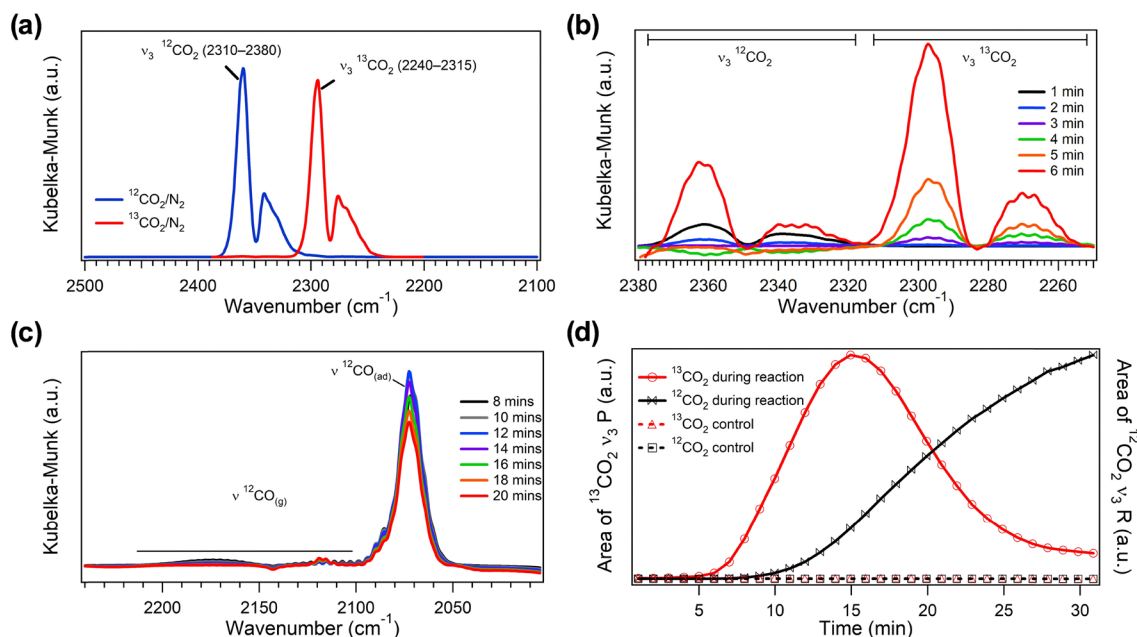 (a)
ν₃ ¹²CO₂ (2310–2380)
ν₃ ¹³CO₂ (2240–2315)
¹²CO₂/N₂
¹³CO₂/N₂
Kubelka-Munk (a.u.)
2500 2400 2300 2200 2100
Wavenumber (cm⁻¹)
(b)
ν₃ ¹²CO₂
ν₃ ¹³CO₂
1 min
2 min
3 min
4 min
5 min
6 min
Kubelka-Munk (a.u.)
2380 2360 2340 2320 2300 2280 2260
Wavenumber (cm⁻¹)
(c)
ν ¹²CO(ad)
ν ¹²CO(g)
8 mins
10 mins
12 mins
14 mins
16 mins
18 mins
20 mins
Kubelka-Munk (a.u.)
2200 2150 2100 2050
Wavenumber (cm⁻¹)
(d)
¹³CO₂ during reaction
¹²CO₂ during reaction
¹³CO₂ control
¹²CO₂ control
Area of ¹³CO₂ ν₃ P (a.u.)
Area of ¹²CO₂ ν₃ R (a.u.)
5 10 15 20 25 30
Time (min)